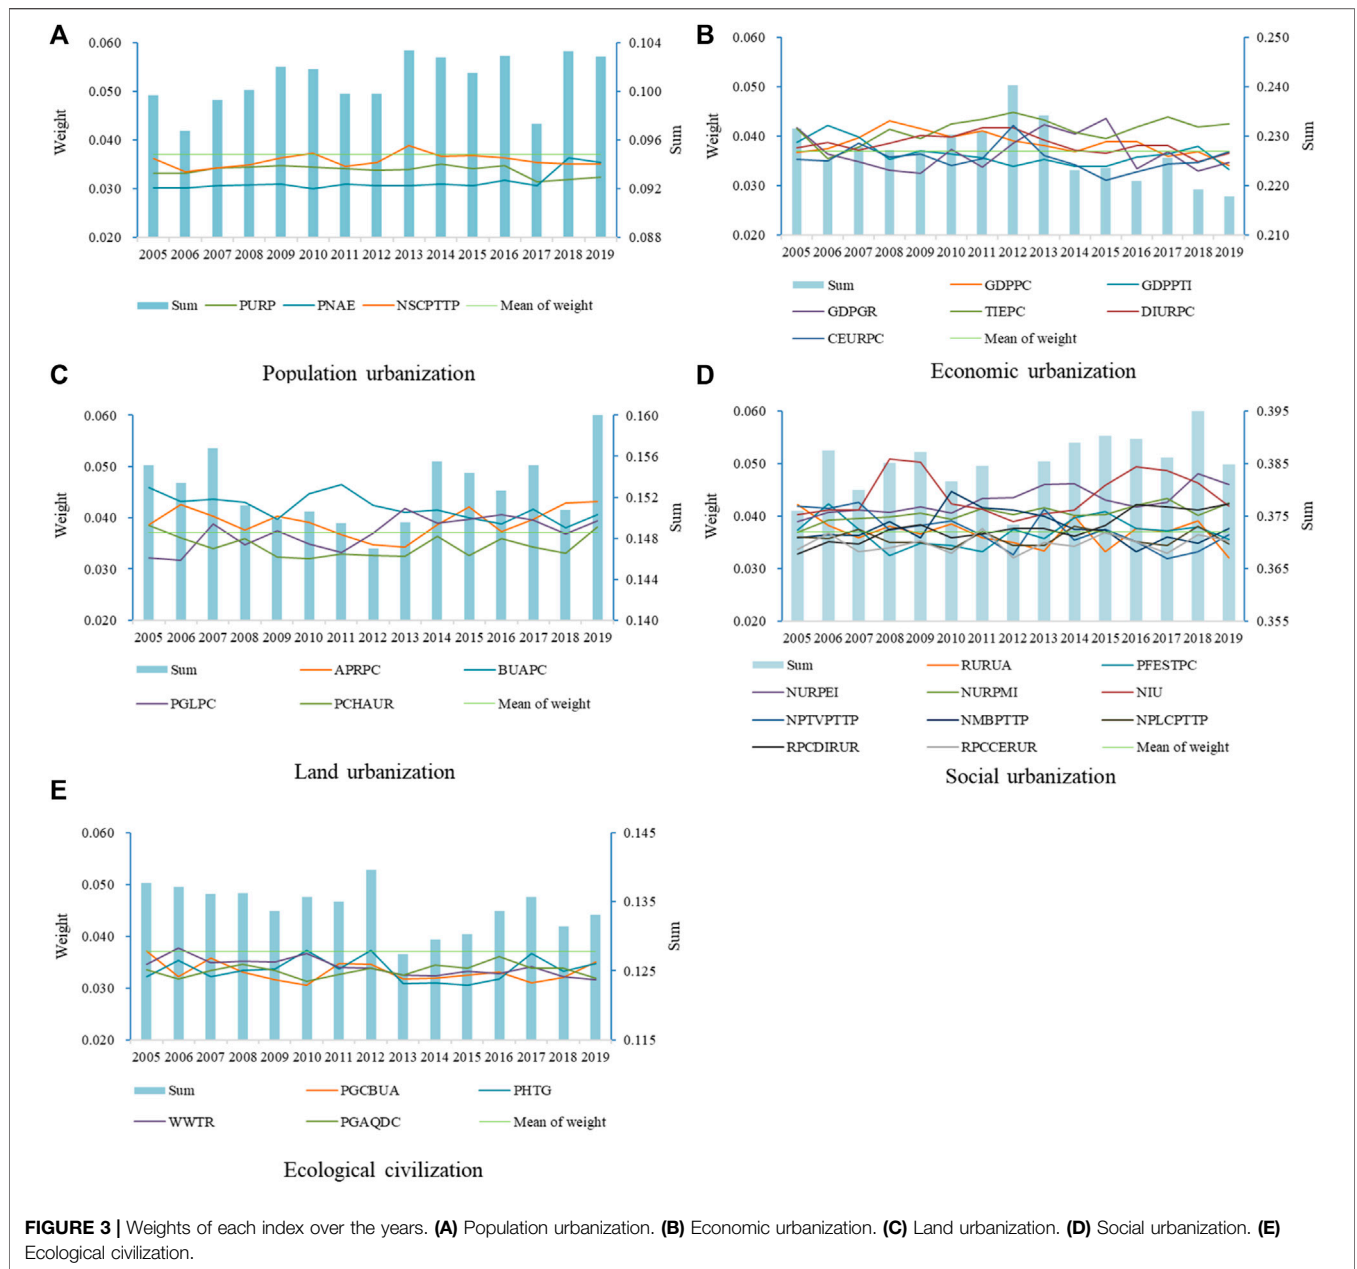 A
0.060
0.050
0.040
0.030
0.020
Weight
0.104
0.100
0.096
0.092
0.088
Sum
2005 2006 2007 2008 2009 2010 2011 2012 2013 2014 2015 2016 2017 2018 2019
Sum PURP PNAE NSCPTTP Mean of weight
Population urbanization
B
0.060
0.050
0.040
0.030
0.020
Weight
0.250
0.240
0.230
0.220
0.210
Sum
2005 2006 2007 2008 2009 2010 2011 2012 2013 2014 2015 2016 2017 2018 2019
Sum GDPPC GDPPTI
GDPGR TIEPC DIURPC
CEURPC Mean of weight
Economic urbanization
C
0.060
0.050
0.040
0.030
0.020
Weight
0.160
0.156
0.152
0.148
0.144
0.140
Sum
2005 2006 2007 2008 2009 2010 2011 2012 2013 2014 2015 2016 2017 2018 2019
Sum APRPC BUAPC
PGLPC PCHAUR Mean of weight
Land urbanization
D
0.060
0.050
0.040
0.030
0.020
Weight
0.395
0.385
0.375
0.365
0.355
Sum
2005 2006 2007 2008 2009 2010 2011 2012 2013 2014 2015 2016 2017 2018 2019
Sum RURUA PFESTPC
NURPEI NURPMI NIU
NPTVPTTP NMBPTTP NPLCPTTP
RPCDIRUR RPCCERUR Mean of weight
Social urbanization
E
0.060
0.050
0.040
0.030
0.020
Weight
0.145
0.135
0.125
0.115
Sum
2005 2006 2007 2008 2009 2010 2011 2012 2013 2014 2015 2016 2017 2018 2019
Sum PGCBUA PHTG
WWTR PGAQDC Mean of weight
Ecological civilization
FIGURE 3 | Weights of each index over the years. (A) Population urbanization. (B) Economic urbanization. (C) Land urbanization. (D) Social urbanization. (E)
Ecological civilization.